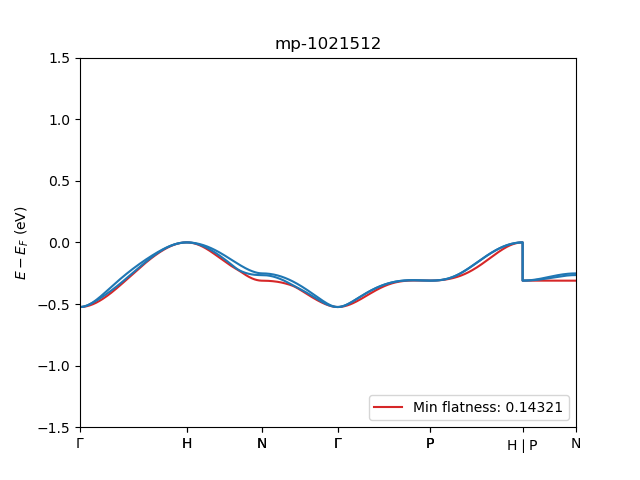 mp-1021512
E − E_F (eV)
1.5
1.0
0.5
0.0
−0.5
−1.0
−1.5
Min flatness: 0.14321
Γ H N Γ P H | P N